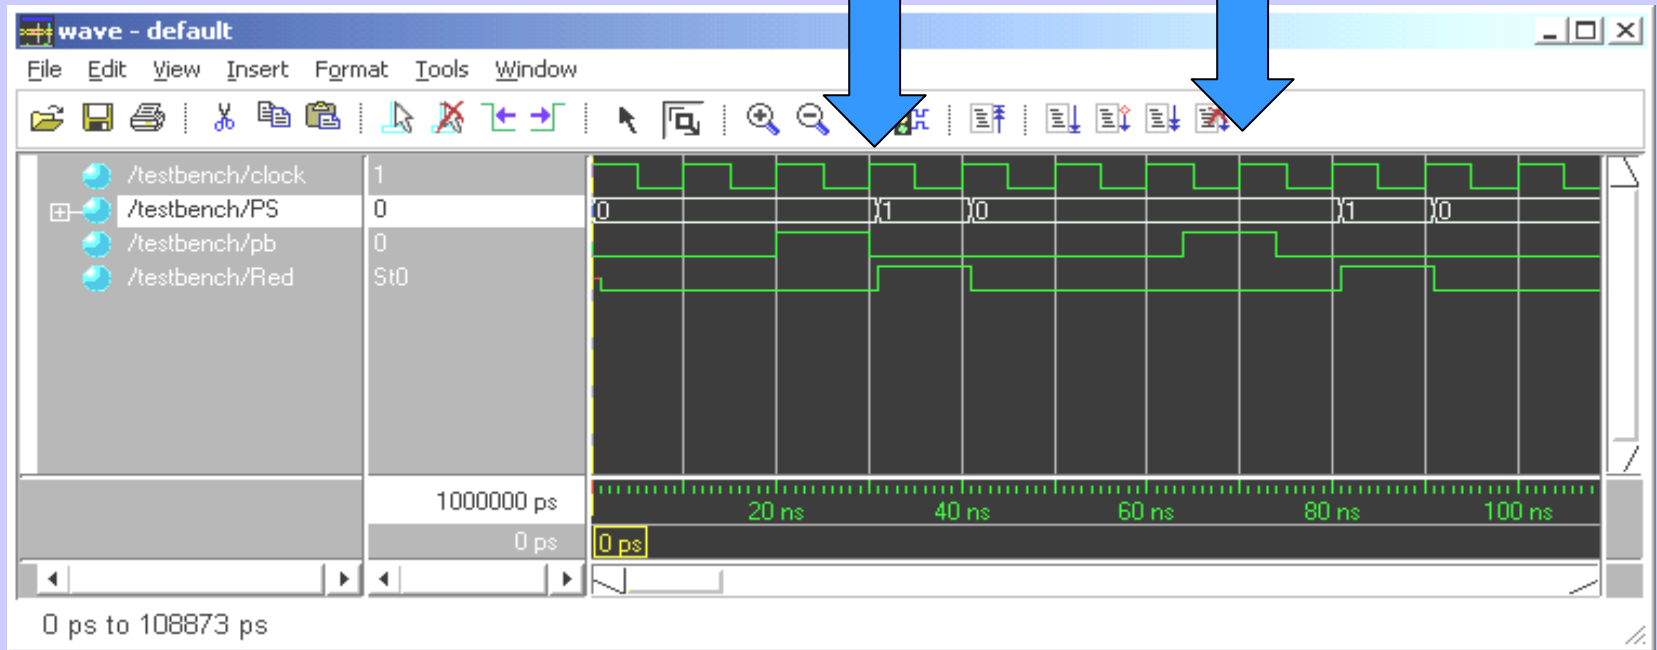 wave - default
File Edit View Insert Format Tools Window
/testbench/clock 1
/testbench/PS 0 0 1 0 1 0
/testbench/pb 0
/testbench/Red St0
1000000 ps 20 ns 40 ns 60 ns 80 ns 100 ns
0 ps 0 ps
0 ps to 108873 ps